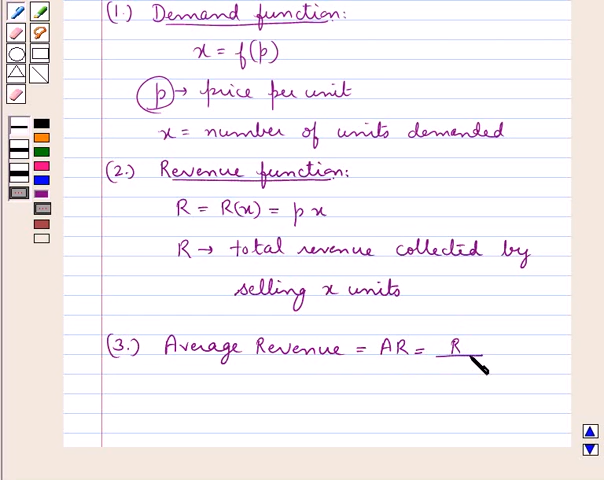 (1.) Demand function:
x = f(p)
p → price per unit
x = number of units demanded
(2.) Revenue function:
R = R(x) = p x
R → total revenue collected by
selling x units
(3.) Average Revenue = AR = R